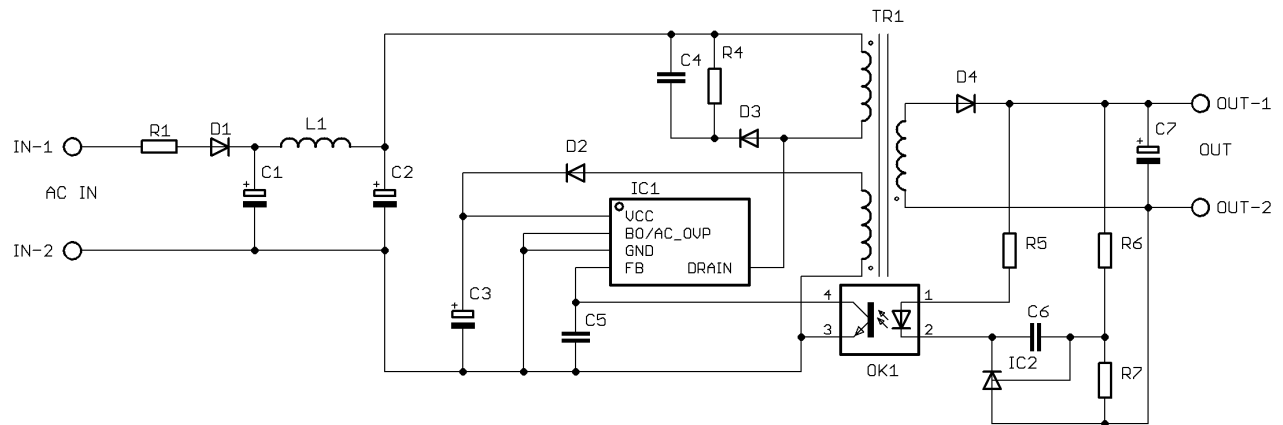 TR1
C4
R4
D4
OUT-1
R1
D1
L1
D3
C7
IN-1
D2
OUT
C1
C2
AC IN
IC1
VCC
OUT-2
BO/AC_OVP
IN-2
GND
R5
R6
FB
DRAIN
C3
4
1
C5
C6
3
2
IC2
OK1
R7